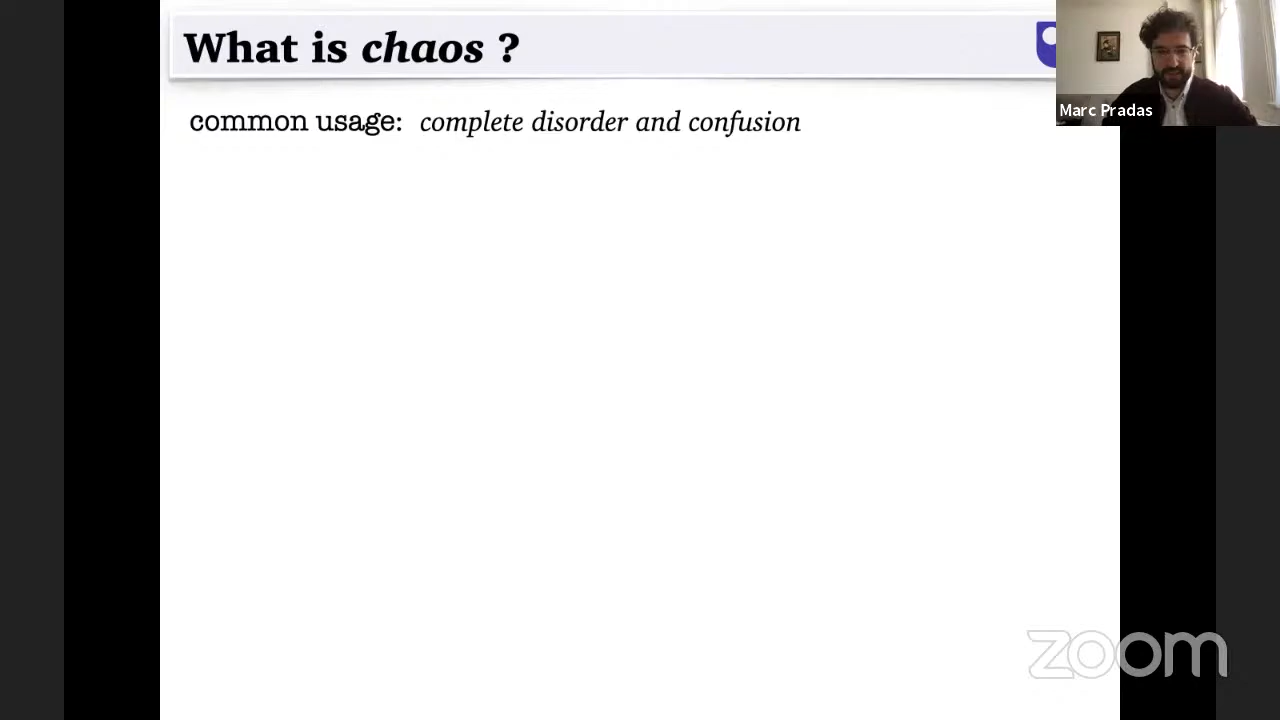 What is chaos ?
Marc Pradas
common usage: complete disorder and confusion
zoom